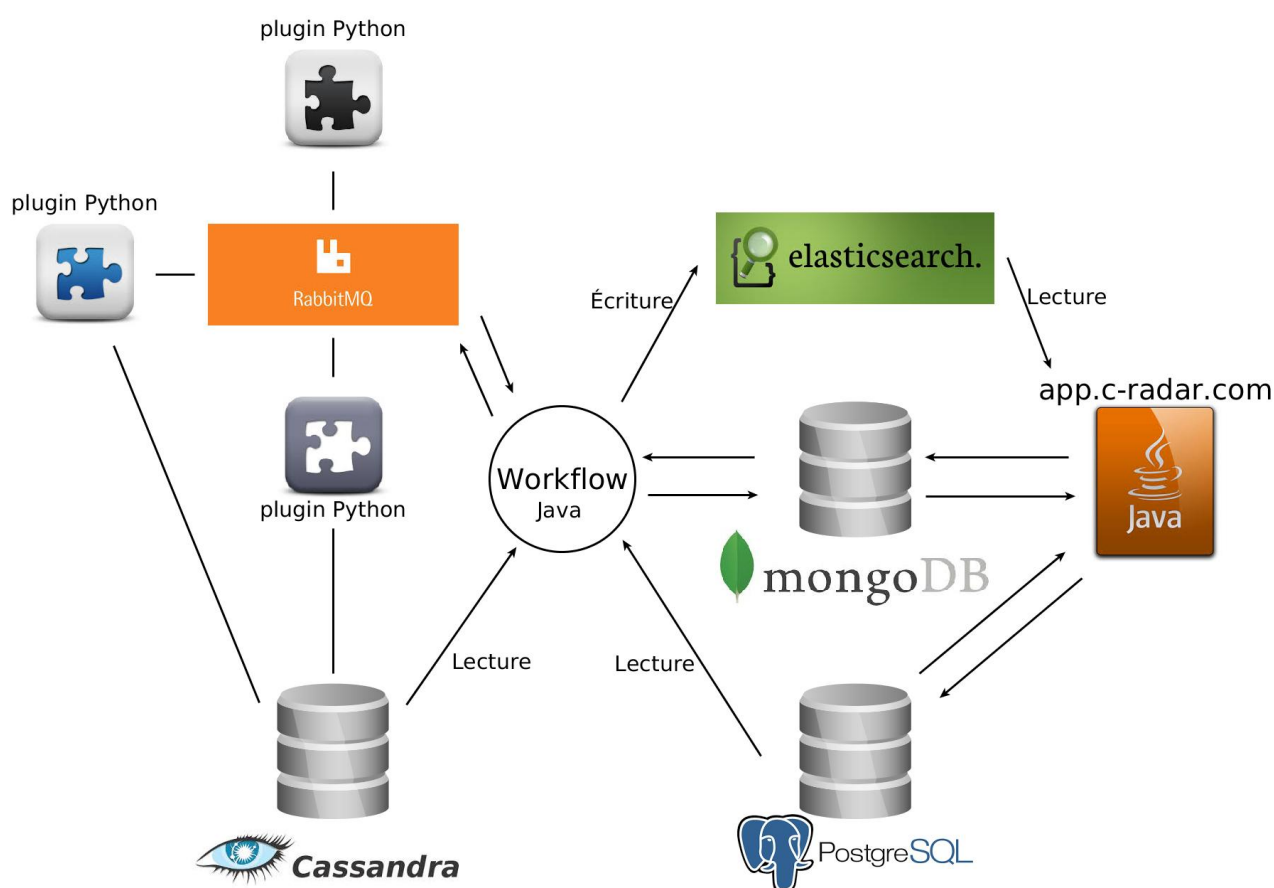 plugin Python
plugin Python
RabbitMQ
elasticsearch.
Écriture
Lecture
app.c-radar.com
Java
Workflow
Java
plugin Python
mongoDB
Lecture
Lecture
Cassandra
PostgreSQL